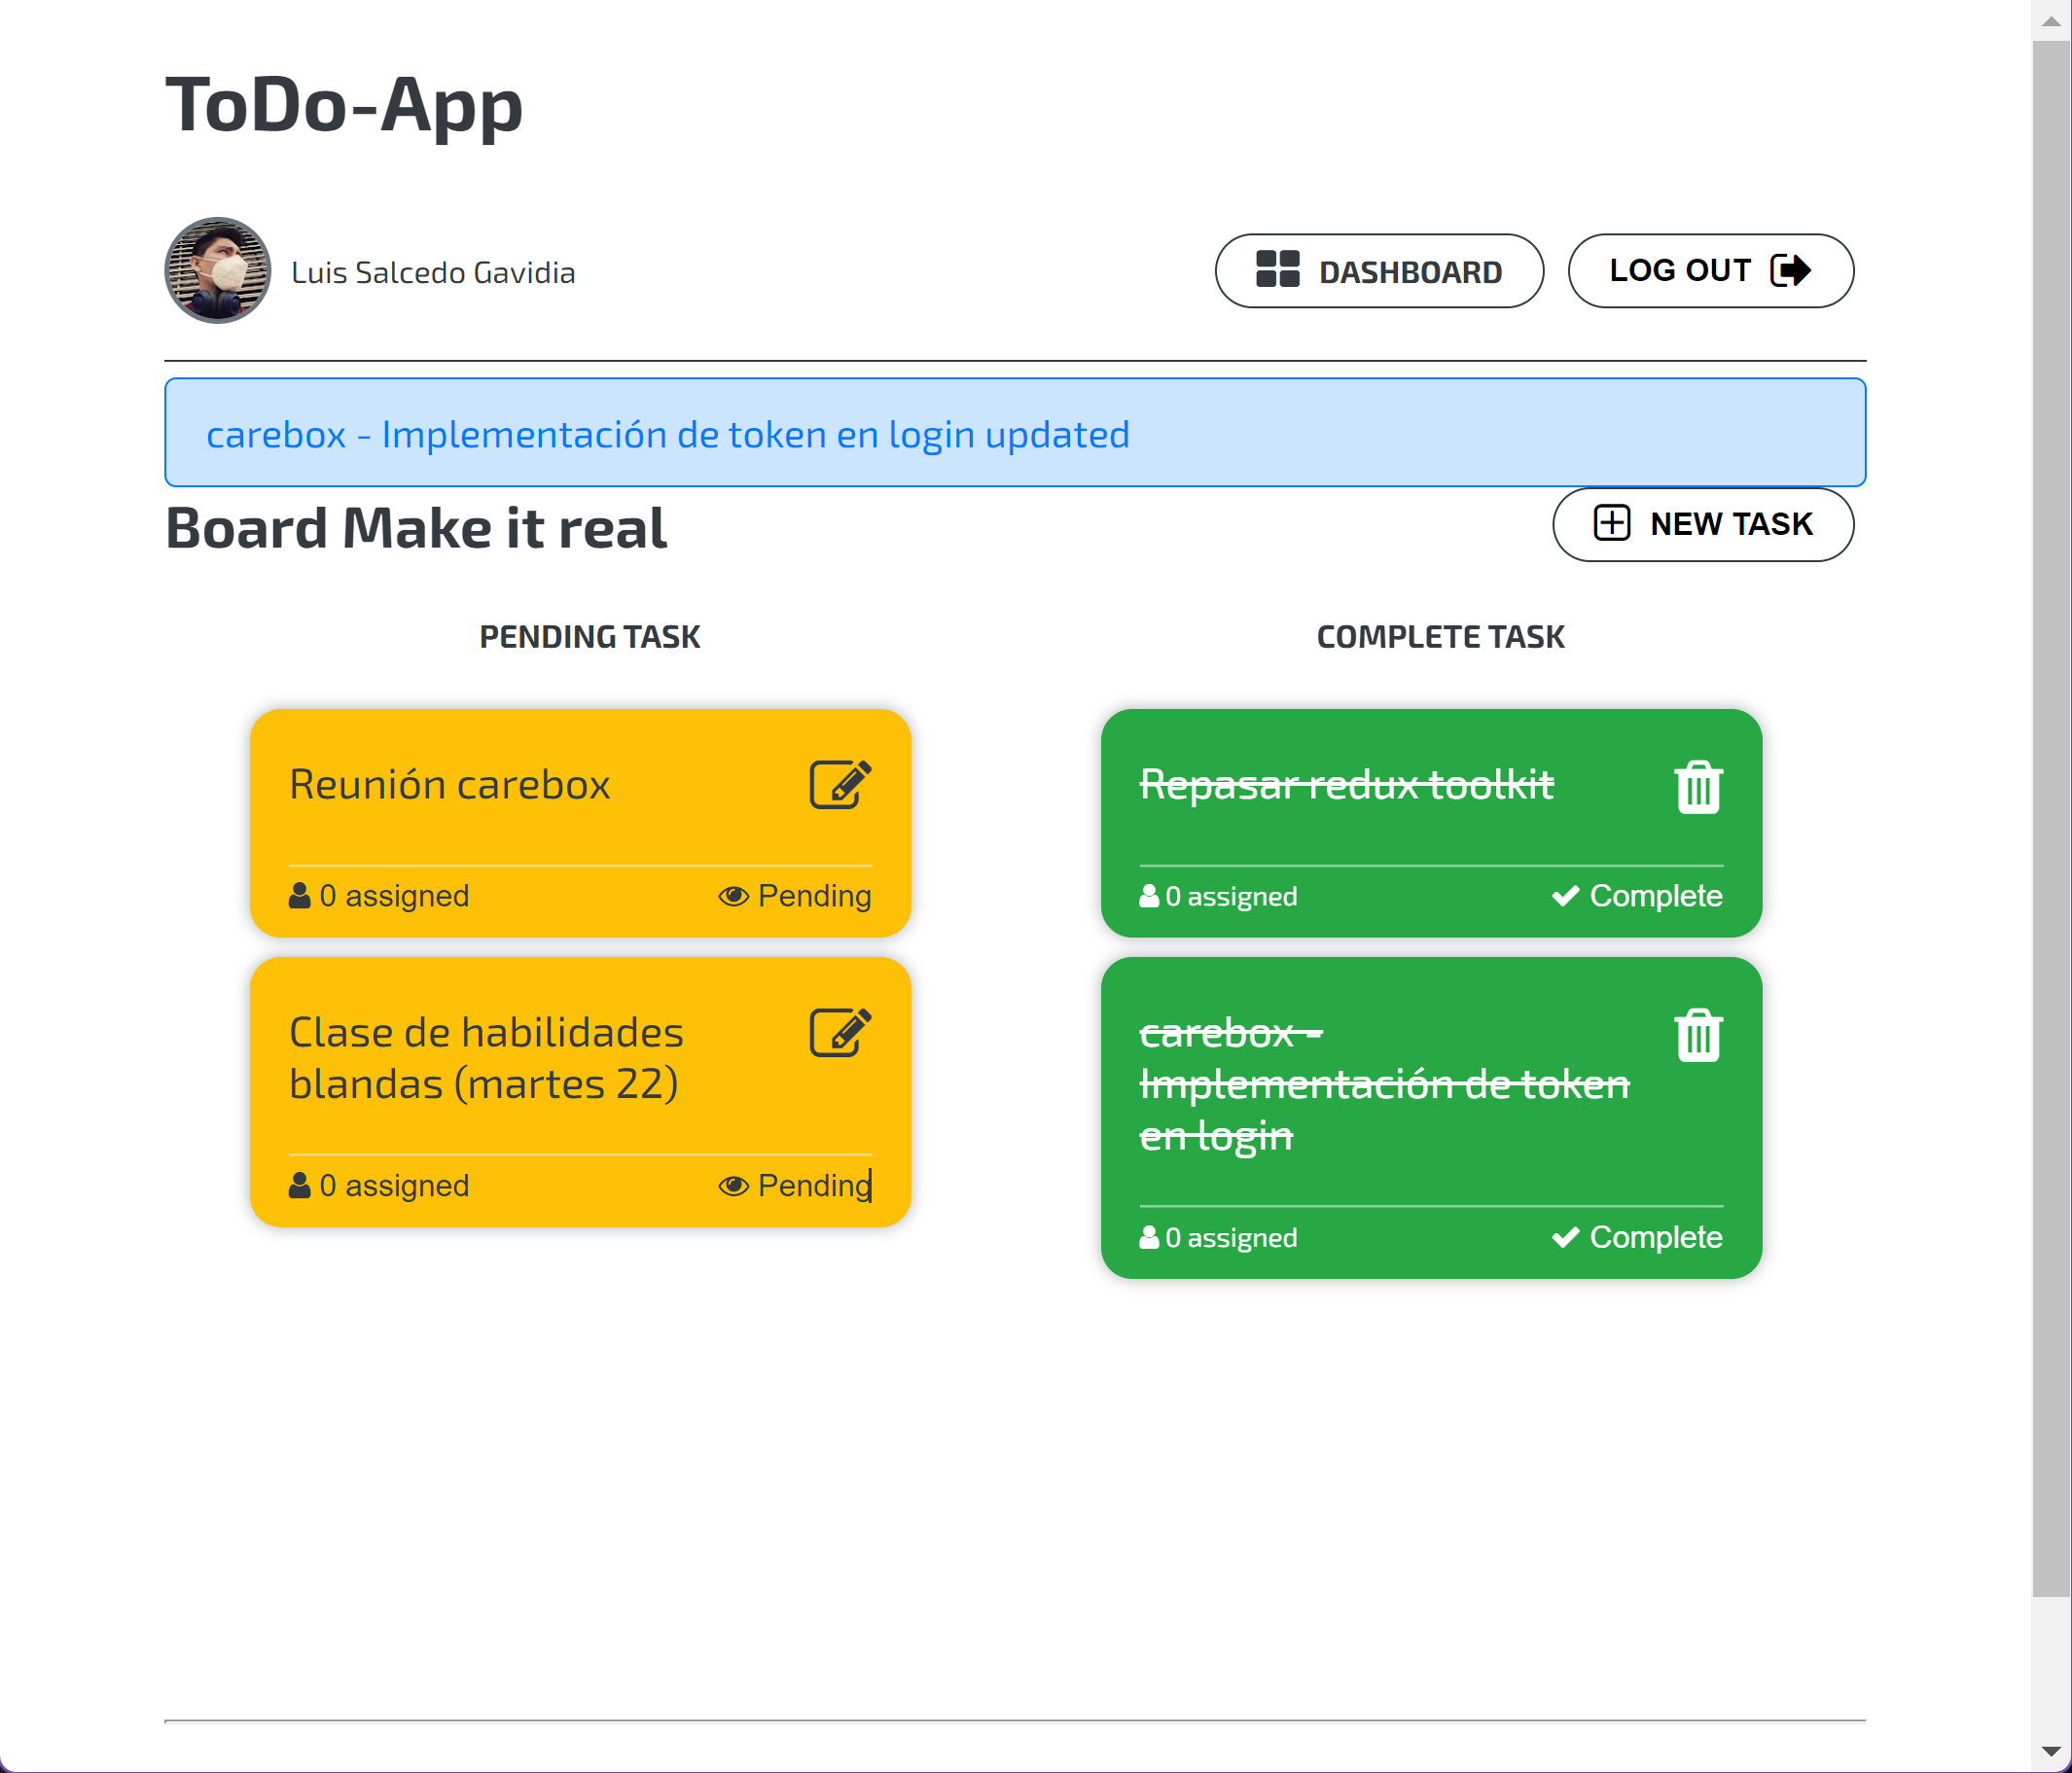 ToDo-App
Luis Salcedo Gavidia
DASHBOARD
LOG OUT
carebox - Implementación de token en login updated
Board Make it real
NEW TASK
PENDING TASK
Reunión carebox
0 assigned
Pending
Clase de habilidades
blandas (martes 22)
0 assigned
Pending
COMPLETE TASK
Repasar redux toolkit
0 assigned
Complete
carebox -
Implementación de token
en login
0 assigned
Complete